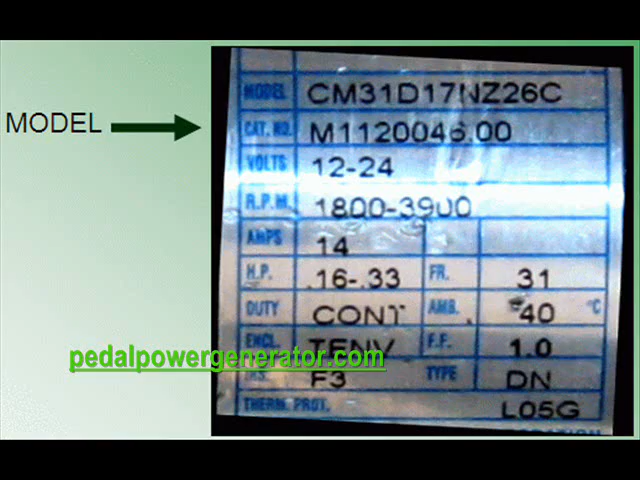 MODEL
MODEL CM31D17NZ26C
CAT. NO. M1120046.00
VOLTS 12-24
R.P.M. 1800-3900
AMPS 14
H.P. .16-.33 FR. 31
DUTY CONT AMB. 40 °C
ENCL. TENV F.F. 1.0
pedalpowergenerator.com
INS. F3 TYPE DN
THERM. PROT. L05G